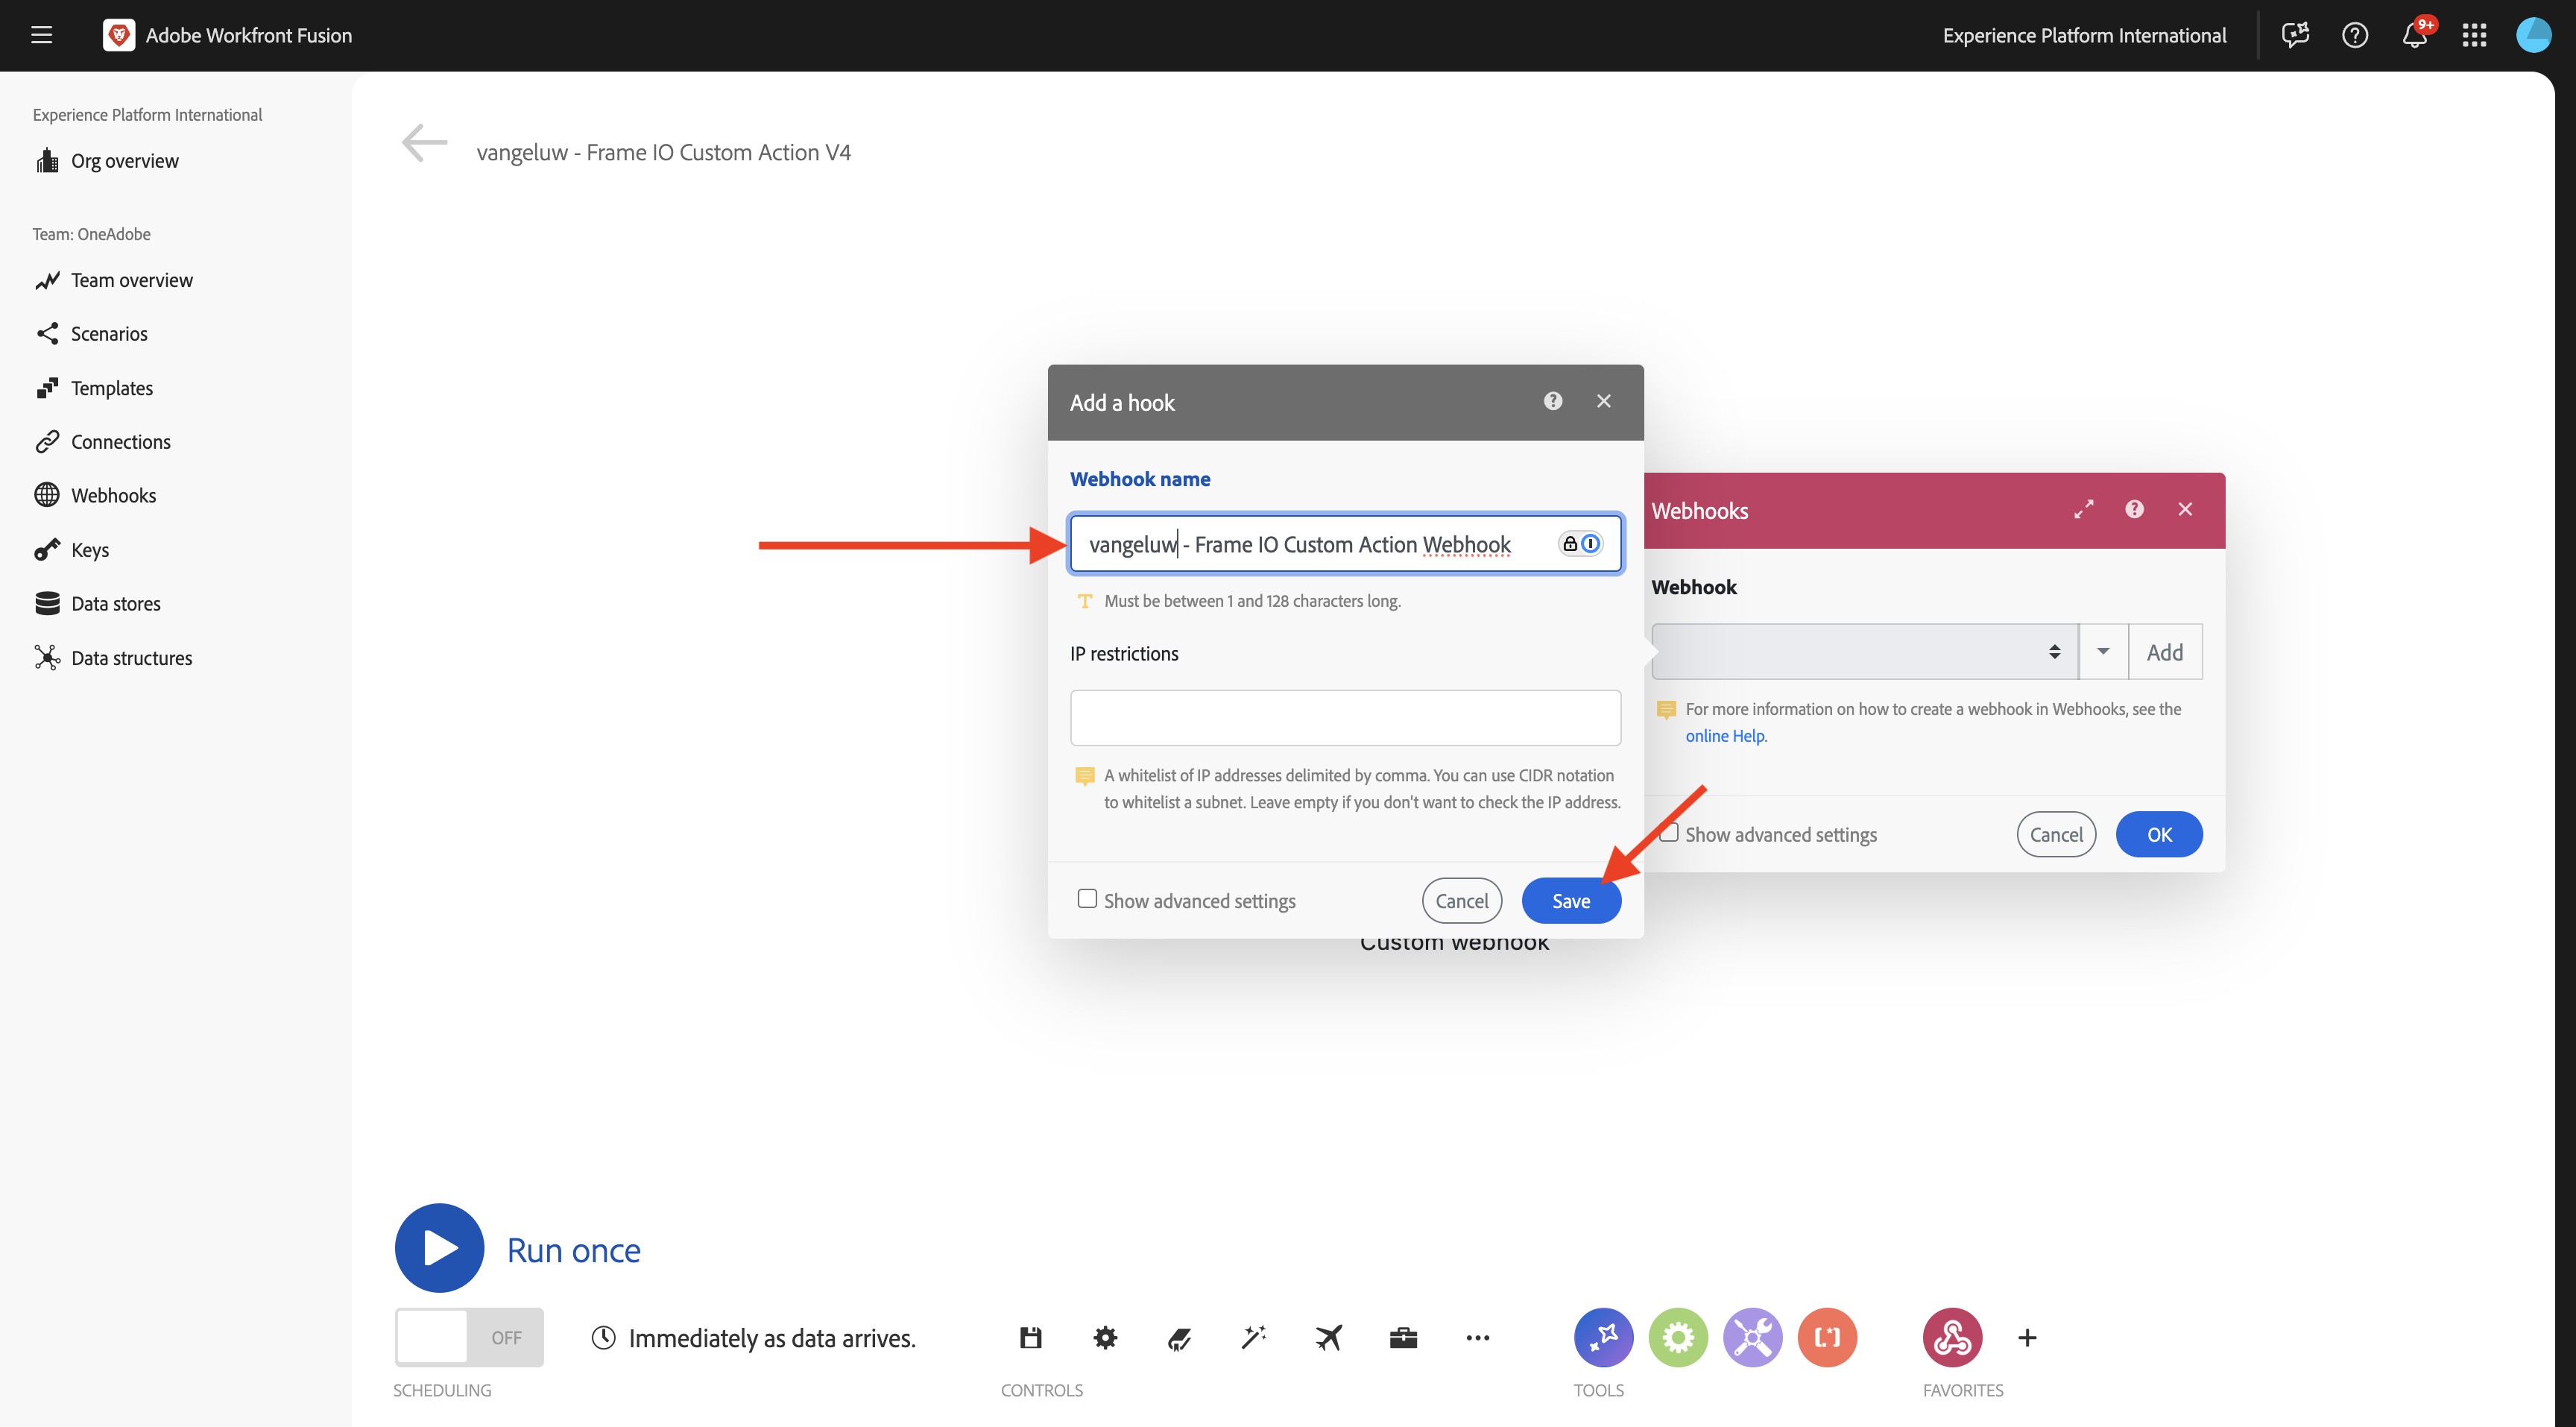 Adobe Workfront Fusion
Experience Platform International
9+
Experience Platform International
Org overview
Team: OneAdobe
Team overview
Scenarios
Templates
Connections
Webhooks
Keys
Data stores
Data structures
vangeluw - Frame IO Custom Action V4
Add a hook
Webhook name
vangeluw - Frame IO Custom Action Webhook
Must be between 1 and 128 characters long.
IP restrictions
A whitelist of IP addresses delimited by comma. You can use CIDR notation
to whitelist a subnet. Leave empty if you don't want to check the IP address.
Show advanced settings
Cancel
Save
Webhooks
Webhook
Add
For more information on how to create a webhook in Webhooks, see the
online Help.
Show advanced settings
Cancel
OK
Custom webhook
Run once
OFF
Immediately as data arrives.
SCHEDULING
CONTROLS
TOOLS
FAVORITES